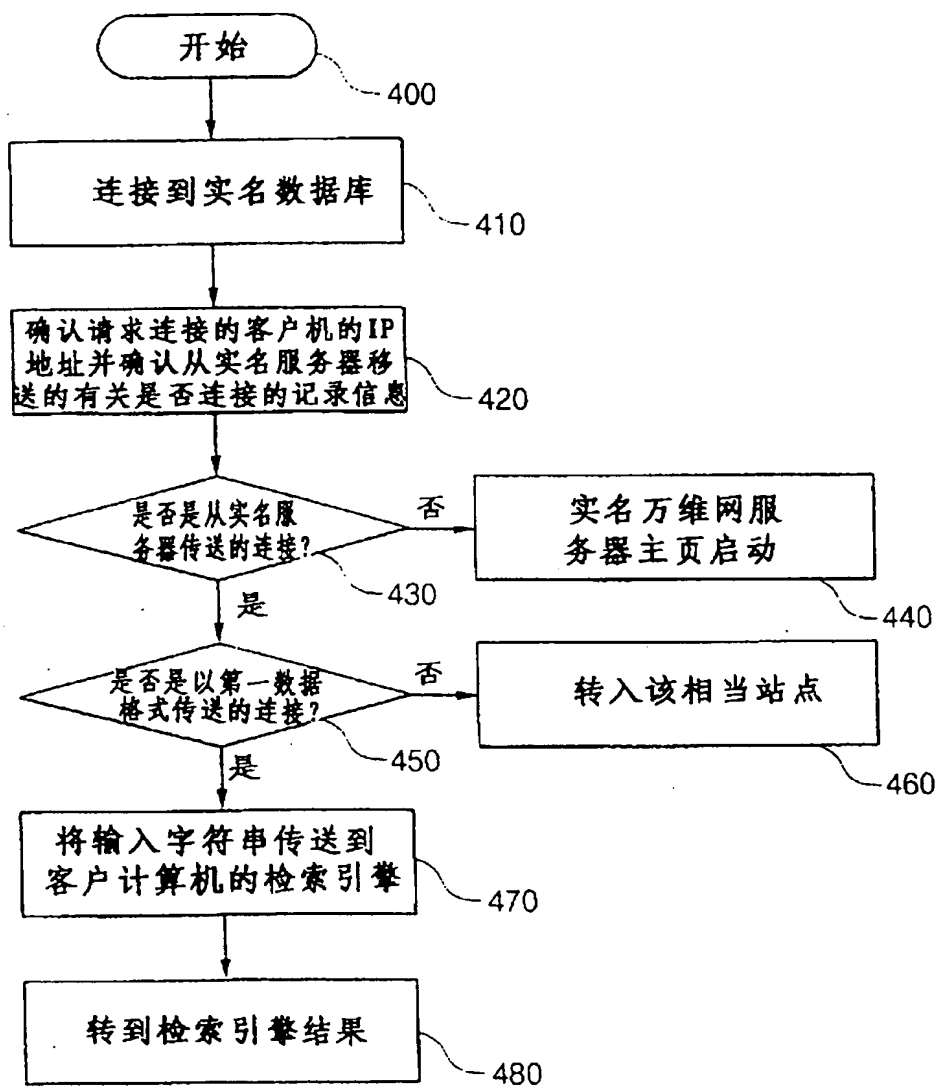 开始
400
连接到实名数据库
410
确认请求连接的客户机的IP
地址并确认从实名服务器移
送的有关是否连接的记录信息
420
是否是从实名服
务器传送的连接?
430
否
实名万维网服
务器主页启动
440
是
是否是以第一数据
格式传送的连接?
450
否
转入该相当站点
460
是
将输入字符串传送到
客户计算机的检索引擎
470
转到检索引擎结果
480